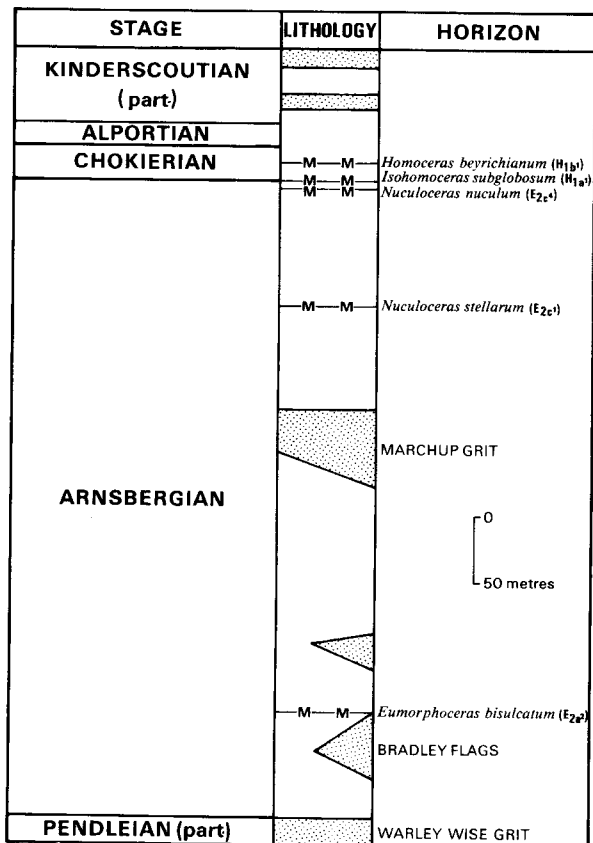 STAGE LITHOLOGY HORIZON
KINDERSCOUTIAN
(part)
ALPORTIAN
CHOKIERIAN
M M Homoceras beyrichianum (H1b1)
M M Isohomoceras subglobosum (H1a1)
M M Nuculoceras nuculum (E2c4)
M M Nuculoceras stellarum (E2c1)
MARCHUP GRIT
ARNSBERGIAN
0
50 metres
M M Eumorphoceras bisulcatum (E2a2)
BRADLEY FLAGS
PENDLEIAN (part)
WARLEY WISE GRIT